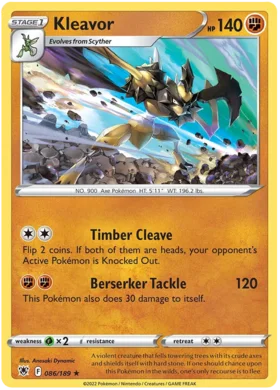 STAGE 1
Kleavor
HP 140
Evolves from Scyther
NO. 900 Axe Pokémon HT: 5'11" WT: 196.2 lbs.
Timber Cleave
Flip 2 coins. If both of them are heads, your opponent's
Active Pokémon is Knocked Out.
Berserker Tackle 120
This Pokémon also does 30 damage to itself.
weakness ×2 resistance retreat
Illus. Anesaki Dynamic
F 086/189 ★
A violent creature that fells towering trees with its crude axes
and shields itself with hard stone. If one should chance upon
this Pokémon in the wilds, one's only recourse is to flee.
©2022 Pokémon / Nintendo / Creatures / GAME FREAK